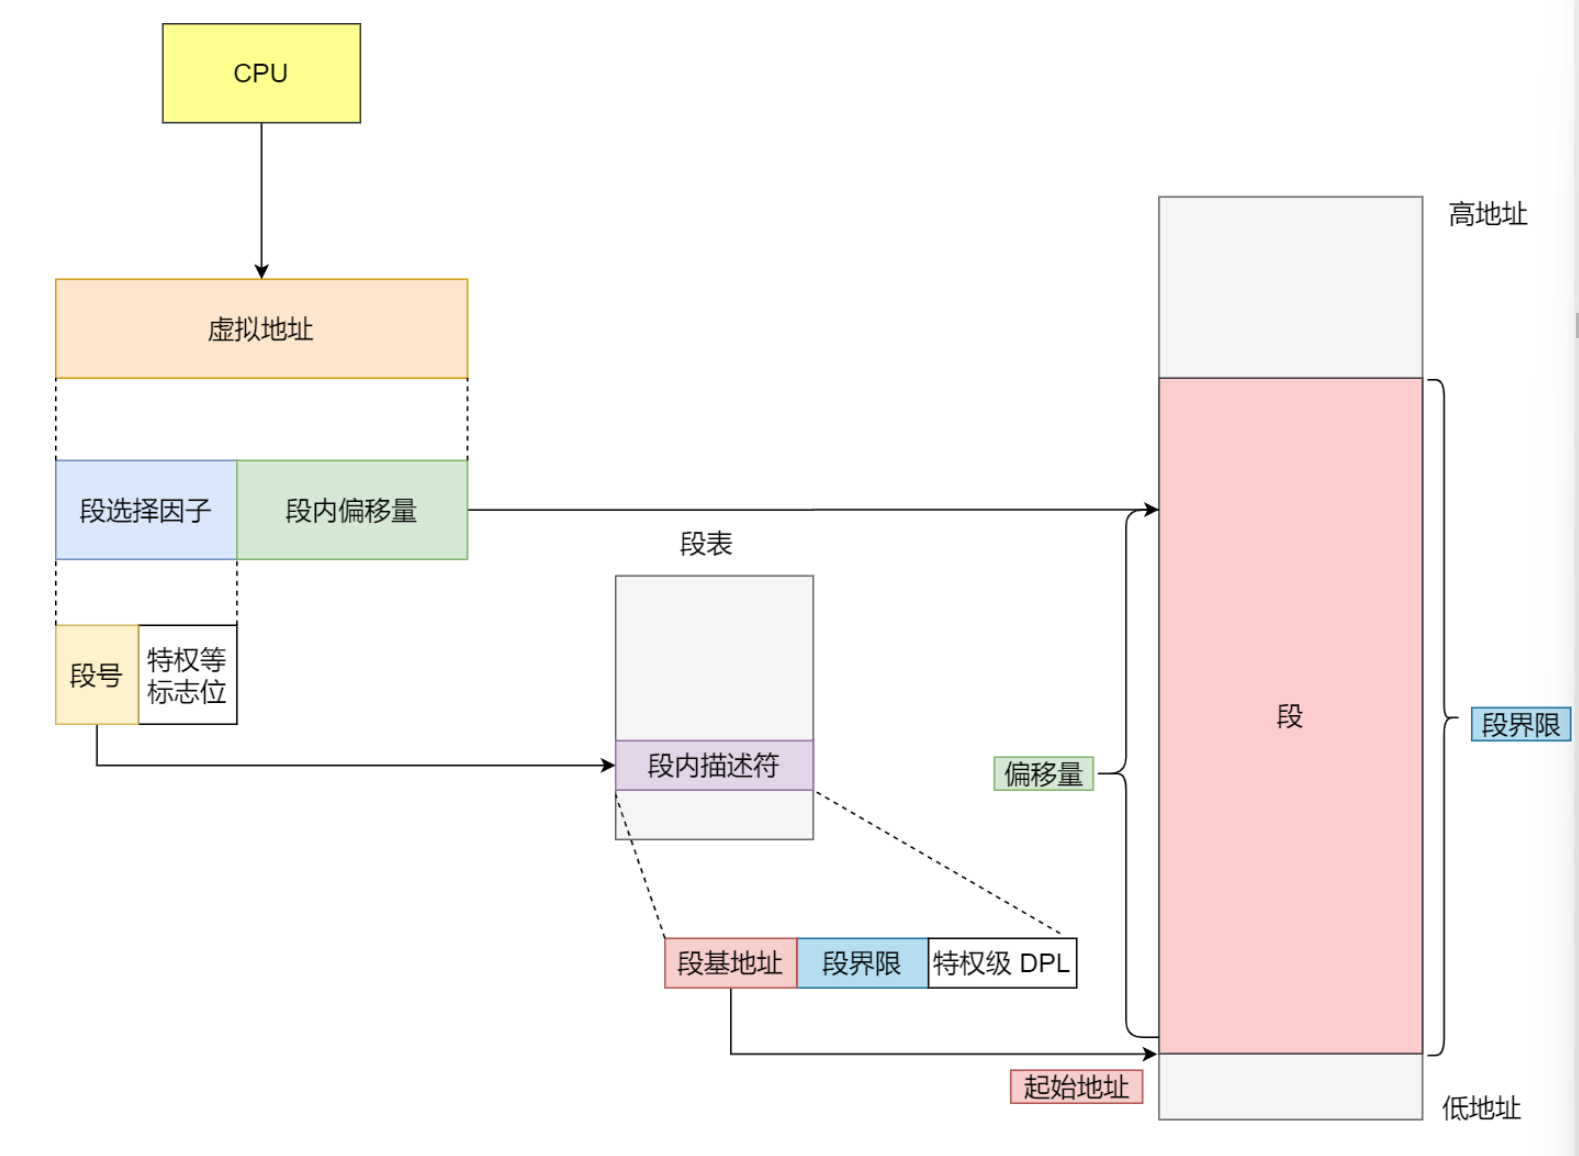 CPU
高地址
虚拟地址
段选择因子
段内偏移量
段表
段号
特权等
标志位
段内描述符
段
段界限
偏移量
段基地址
段界限
特权级 DPL
起始地址
低地址